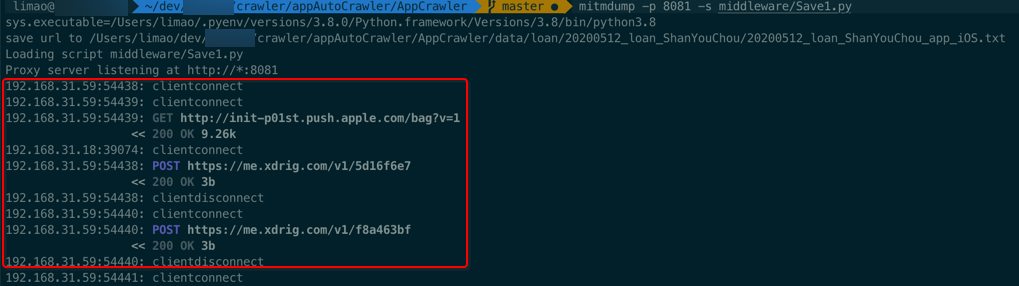 limao@ ~/dev/ crawler/appAutoCrawler/AppCrawler master ● mitmdump -p 8081 -s middleware/Save1.py
sys.executable=/Users/limao/.pyenv/versions/3.8.0/Python.framework/Versions/3.8/bin/python3.8
save url to /Users/limao/dev/ /crawler/appAutoCrawler/AppCrawler/data/loan/20200512_loan_ShanYouChou/20200512_loan_ShanYouChou_app_iOS.txt
Loading script middleware/Save1.py
Proxy server listening at http://*:8081
192.168.31.59:54438: clientconnect
192.168.31.59:54439: clientconnect
192.168.31.59:54439: GET http://init-p01st.push.apple.com/bag?v=1
<< 200 OK 9.26k
192.168.31.18:39074: clientconnect
192.168.31.59:54438: POST https://me.xdrig.com/v1/5d16f6e7
<< 200 OK 3b
192.168.31.59:54438: clientdisconnect
192.168.31.59:54440: clientconnect
192.168.31.59:54440: POST https://me.xdrig.com/v1/f8a463bf
<< 200 OK 3b
192.168.31.59:54440: clientdisconnect
192.168.31.59:54441: clientconnect